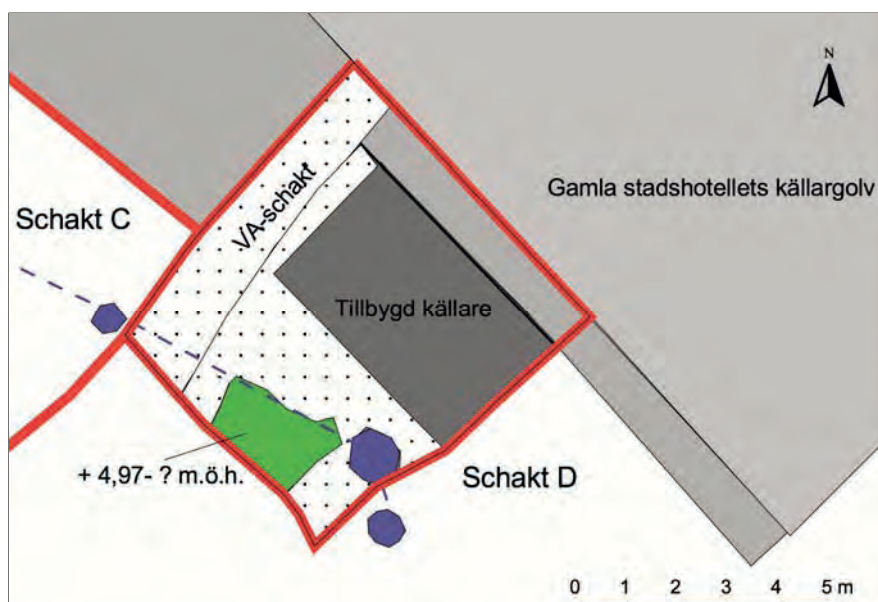 N
Gamla stadshotellets källargolv
Schakt C
VA-schakt
Tillbygd källare
+ 4,97- ? m.ö.h.
Schakt D
0 1 2 3 4 5 m